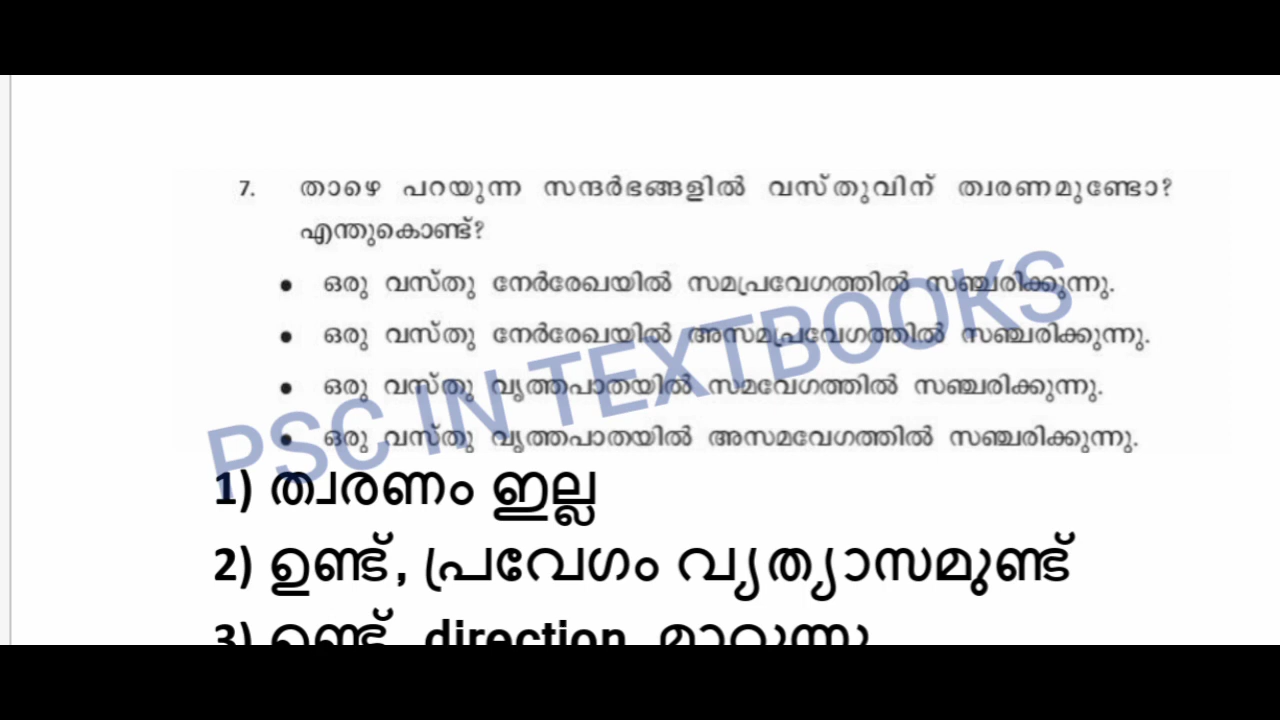 7. താഴെ പറയുന്ന സന്ദർഭങ്ങളിൽ വസ്തുവിന് ത്വരണമുണ്ടോ?
എന്തുകൊണ്ട്?
• ഒരു വസ്തു നേർരേഖയിൽ സമപ്രവേഗത്തിൽ സഞ്ചരിക്കുന്നു.
• ഒരു വസ്തു നേർരേഖയിൽ അസമപ്രവേഗത്തിൽ സഞ്ചരിക്കുന്നു.
• ഒരു വസ്തു വൃത്തപാതയിൽ സമവേഗത്തിൽ സഞ്ചരിക്കുന്നു.
• ഒരു വസ്തു വൃത്തപാതയിൽ അസമവേഗത്തിൽ സഞ്ചരിക്കുന്നു.
PSC IN TEXTBOOKS
1) ത്വരണം ഇല്ല
2) ഉണ്ട്, പ്രവേഗം വ്യത്യാസമുണ്ട്
3) ഉണ്ട്, direction മാറുന്നു